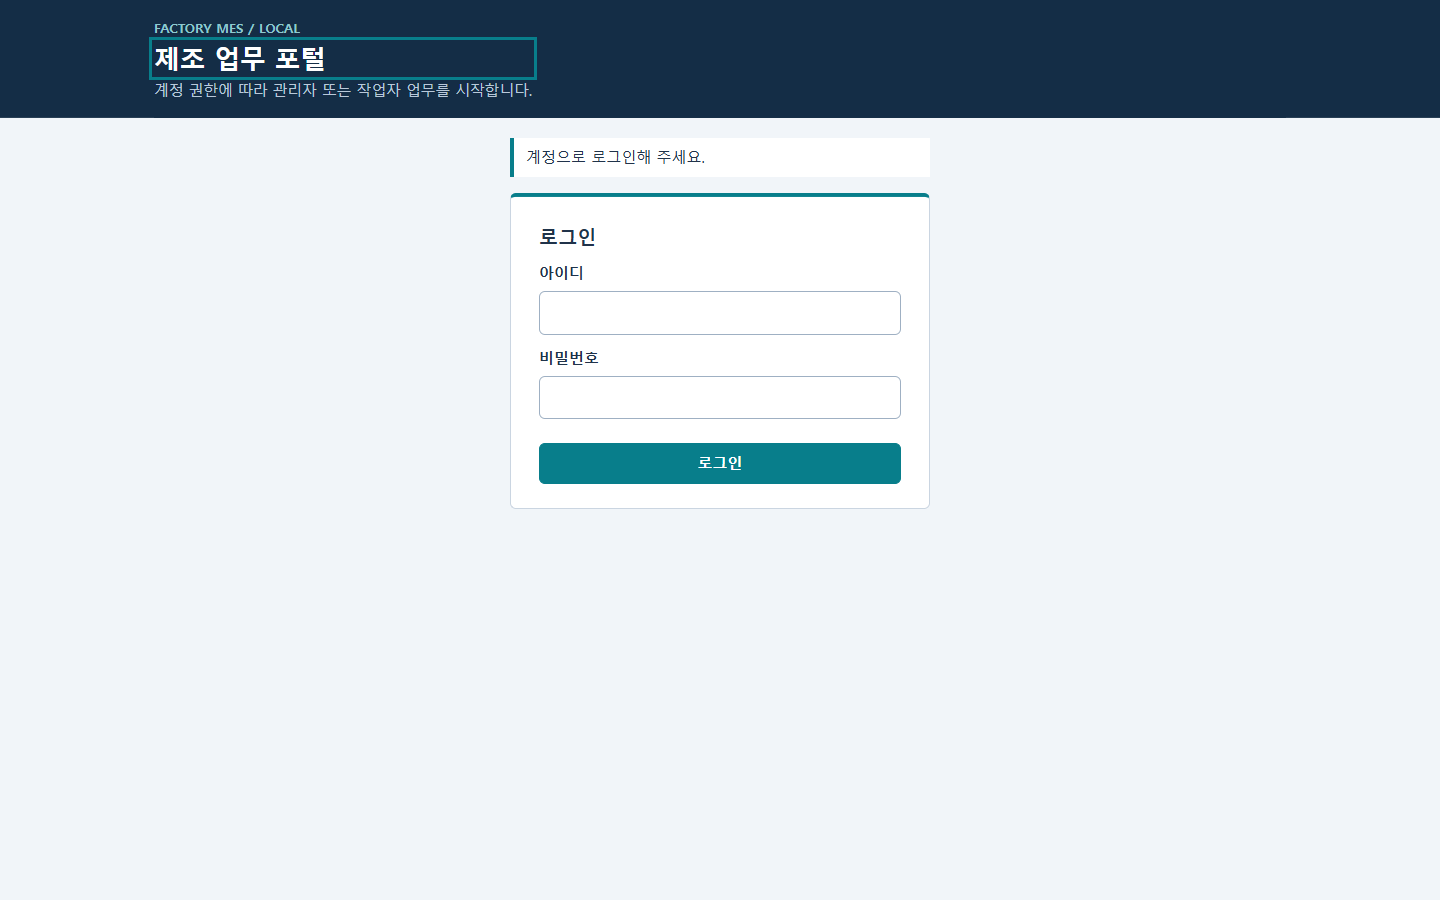 FACTORY MES / LOCAL
제조 업무 포털
계정 권한에 따라 관리자 또는 작업자 업무를 시작합니다.
계정으로 로그인해 주세요.
로그인
아이디
비밀번호
로그인